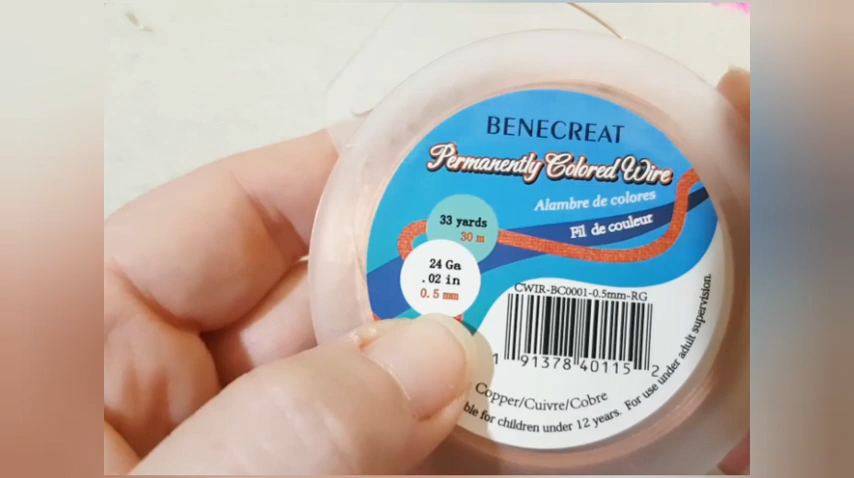 BENECREAT
Permanently Colored Wire
Alambre de colores
Fil de couleur
33 yards
30 m
24 Ga
.02 in
0.5 mm
CWIR-BC0001-0.5mm-RG
1 91378 40115 2
Copper/Cuivre/Cobre
for children under 12 years. For use under adult supervision.